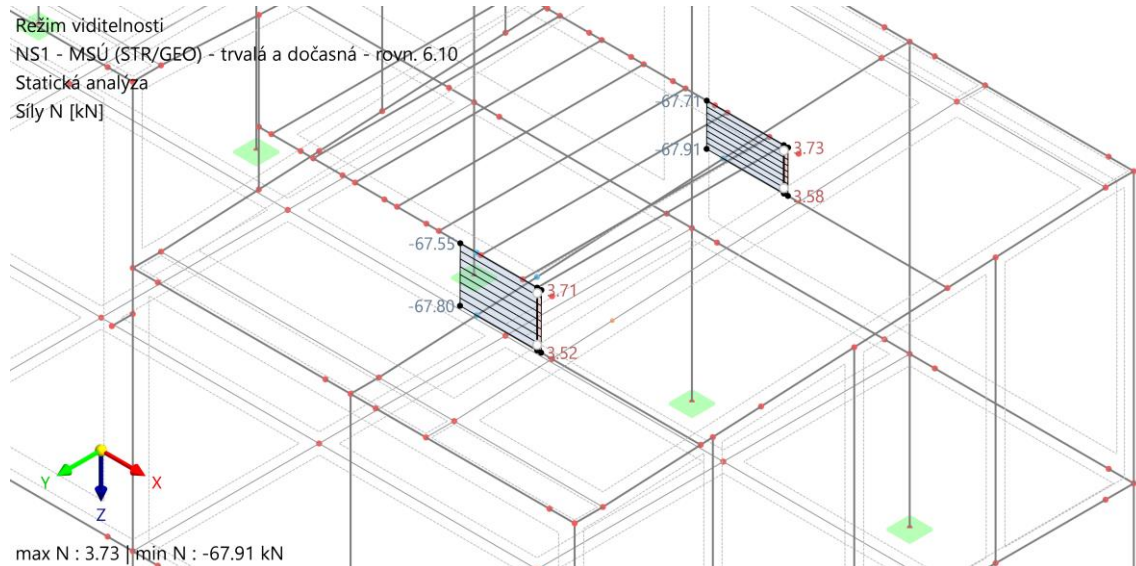 Režim viditelnosti
NS1 - MSÚ (STR/GEO) - trvalá a dočasná - rovn. 6.10
Statická analýza
Síly N [kN]
-67.71
-67.91
3.73
3.58
-67.55
-67.80
3.71
3.52
Y
X
Z
max N : 3.73 | min N : -67.91 kN